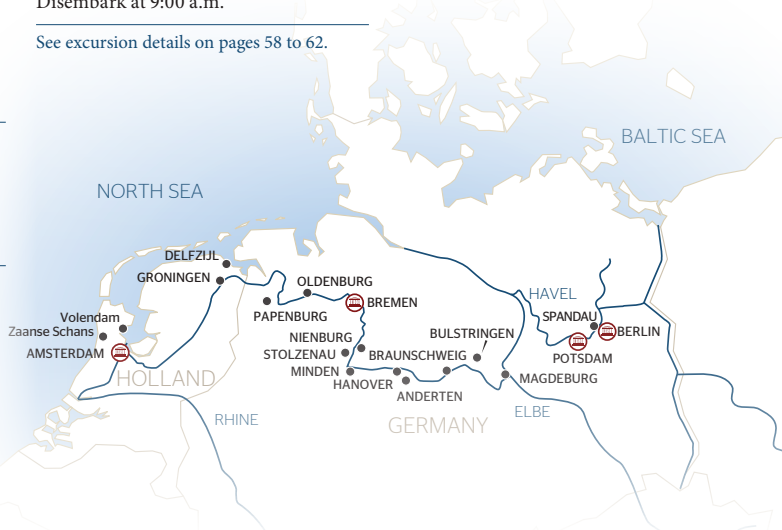 Disembark at 9:00 a.m.
See excursion details on pages 58 to 62.
BALTIC SEA
NORTH SEA
DELFZIJL
GRONINGEN
OLDENBURG
HAVEL
BREMEN
PAPENBURG
SPANDAU
Volendam
Zaanse Schans
BERLIN
NIENBURG
BULSTRINGEN
AMSTERDAM
STOLZENAU
BRAUNSCHWEIG
POTSDAM
MINDEN
HOLLAND
HANOVER
MAGDEBURG
ANDERTEN
ELBE
RHINE
GERMANY